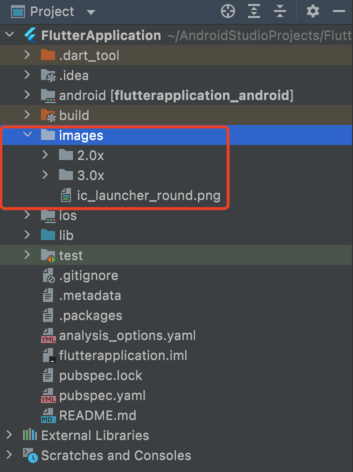 Project
FlutterApplication ~/AndroidStudioProjects/Flutt
.dart_tool
.idea
android [flutterapplication_android]
build
images
2.0x
3.0x
ic_launcher_round.png
ios
lib
test
.gitignore
.metadata
.packages
analysis_options.yaml
flutterapplication.iml
pubspec.lock
pubspec.yaml
README.md
External Libraries
Scratches and Consoles